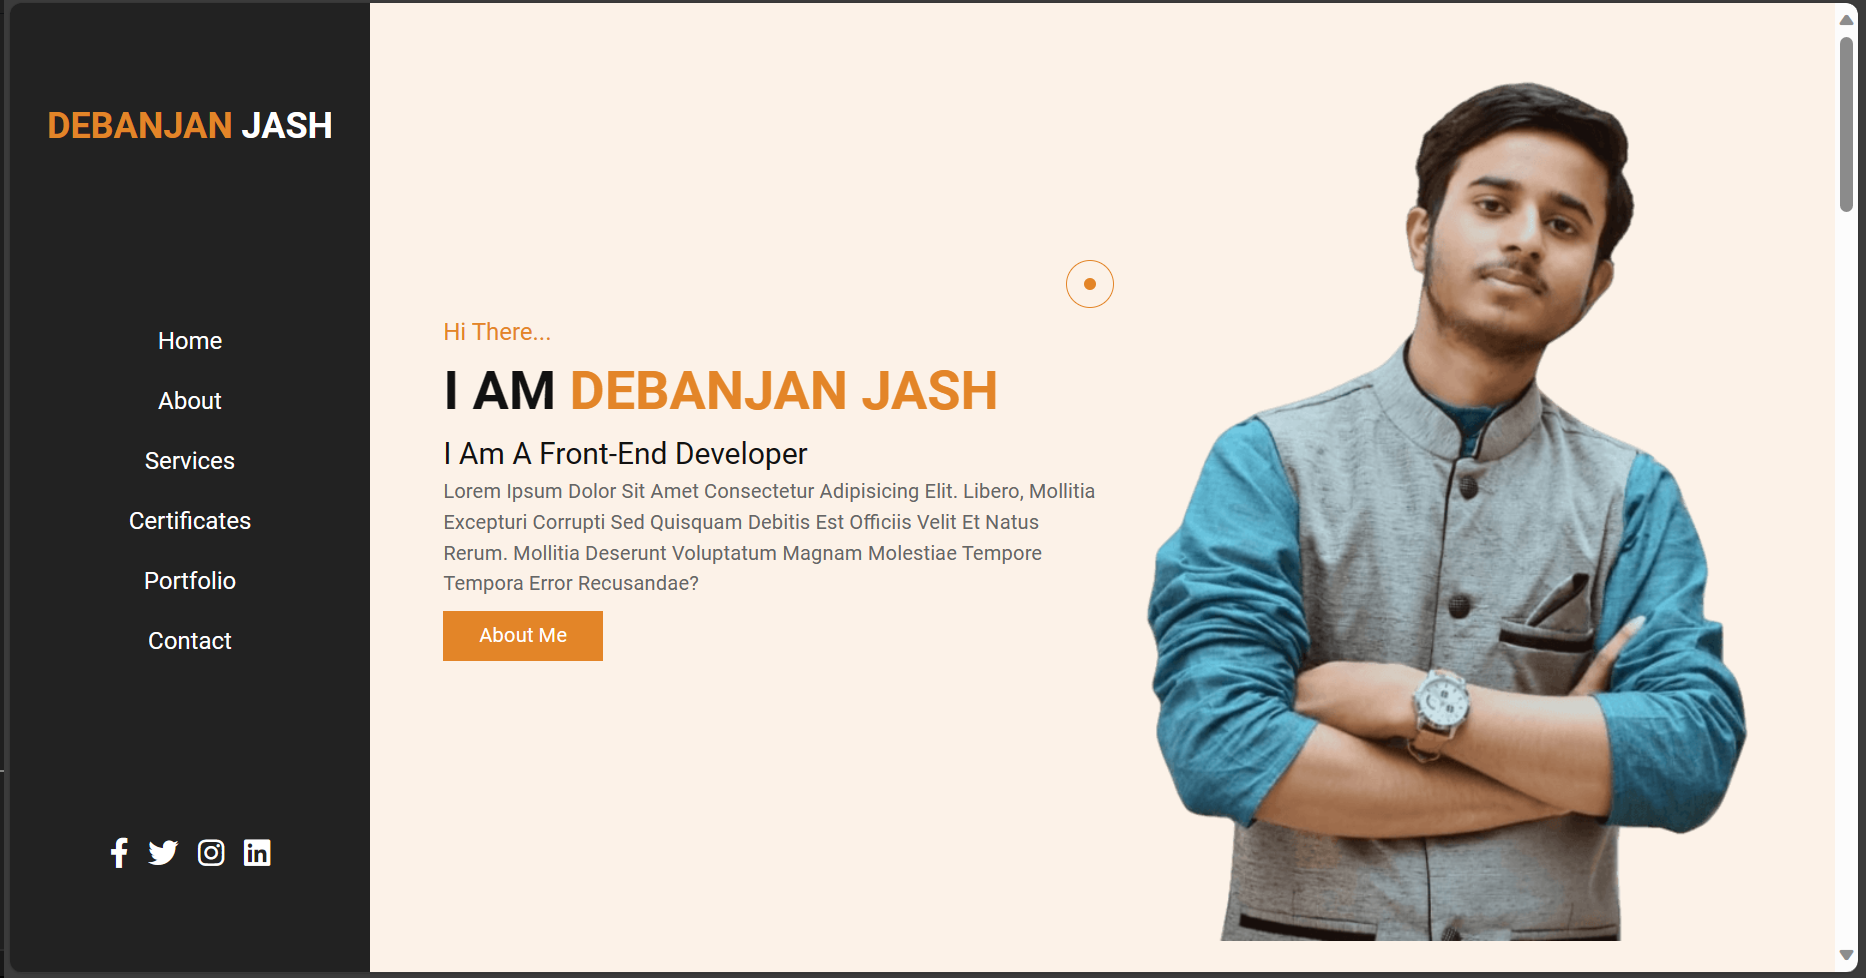 DEBANJAN JASH
Home
About
Services
Certificates
Portfolio
Contact
Hi There...
I AM DEBANJAN JASH
I Am A Front-End Developer
Lorem Ipsum Dolor Sit Amet Consectetur Adipisicing Elit. Libero, Mollitia
Excepturi Corrupti Sed Quisquam Debitis Est Officiis Velit Et Natus
Rerum. Mollitia Deserunt Voluptatum Magnam Molestiae Tempore
Tempora Error Recusandae?
About Me